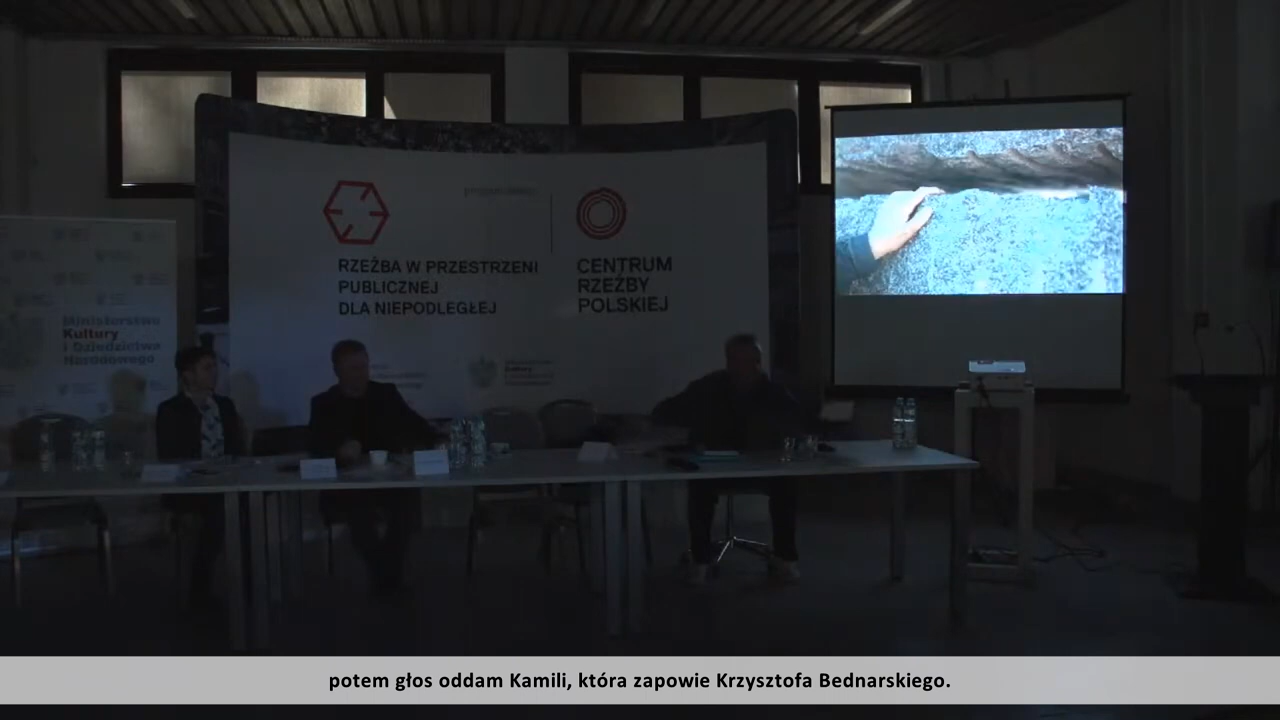 RZEŹBA W PRZESTRZENI
PUBLICZNEJ
DLA NIEPODLEGŁEJ
CENTRUM
RZEŹBY
POLSKIEJ
Ministerstwo
Kultury
i Dziedzictwa
Narodowego
potem głos oddam Kamili, która zapowie Krzysztofa Bednarskiego.